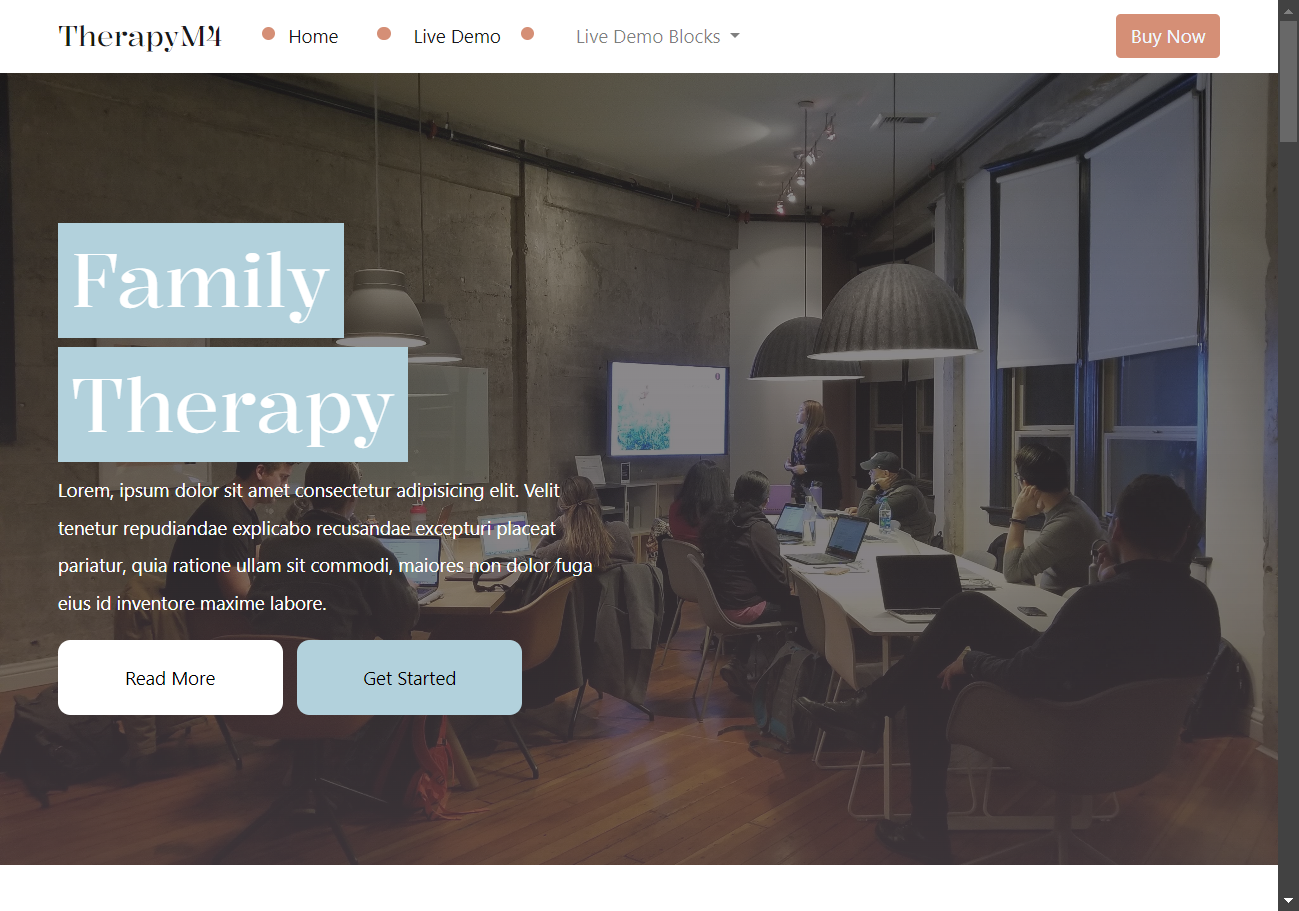 TherapyM4
Home
Live Demo
Live Demo Blocks
Buy Now
Family
Therapy
Lorem, ipsum dolor sit amet consectetur adipisicing elit. Velit
tenetur repudiandae explicabo recusandae excepturi placeat
pariatur, quia ratione ullam sit commodi, maiores non dolor fuga
eius id inventore maxime labore.
Read More
Get Started